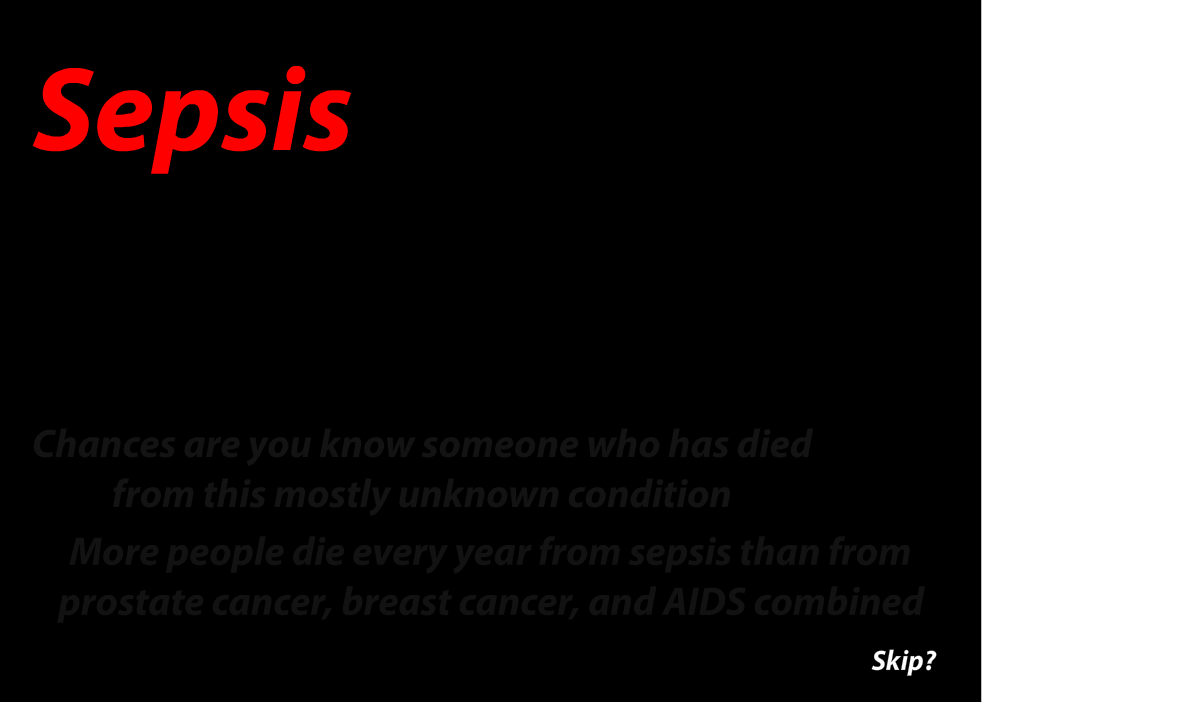 Sepsis
Chances are you know someone who has died
from this mostly unknown condition
More people die every year from sepsis than from
prostate cancer, breast cancer, and AIDS combined
Skip?